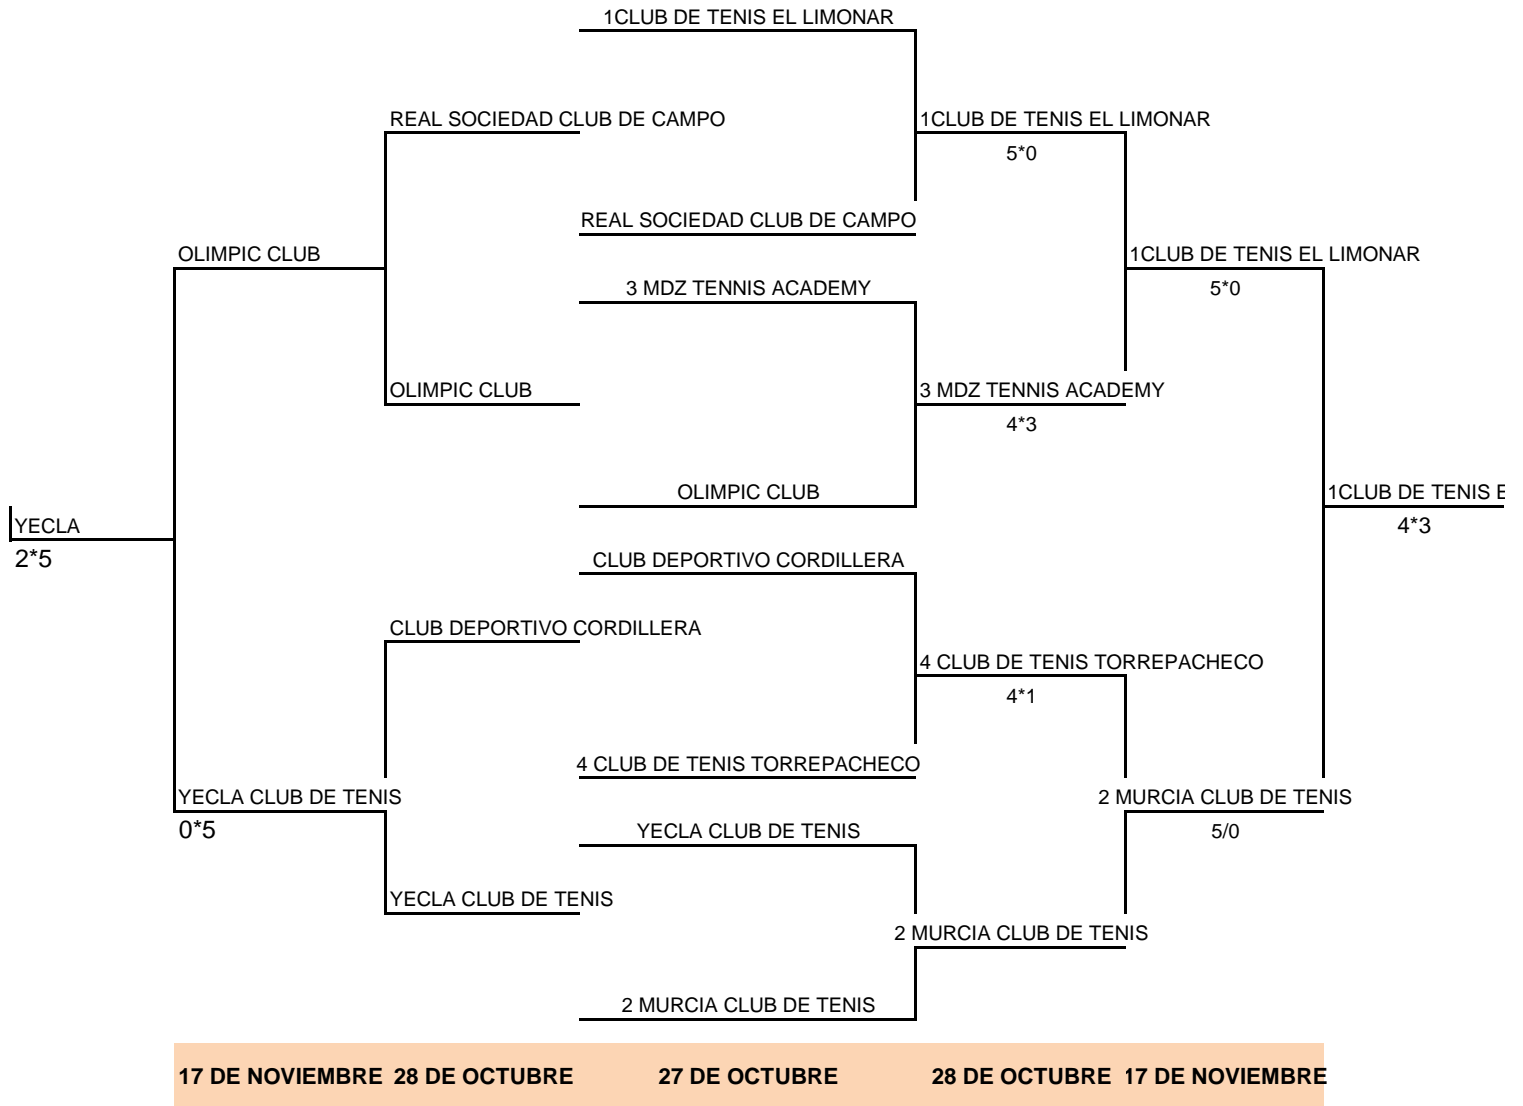 1CLUB DE TENIS EL LIMONAR
REAL SOCIEDAD CLUB DE CAMPO
1CLUB DE TENIS EL LIMONAR
5*0
REAL SOCIEDAD CLUB DE CAMPO
OLIMPIC CLUB
1CLUB DE TENIS EL LIMONAR
3 MDZ TENNIS ACADEMY
5*0
OLIMPIC CLUB
3 MDZ TENNIS ACADEMY
4*3
OLIMPIC CLUB
1CLUB DE TENIS E
YECLA
4*3
2*5
CLUB DEPORTIVO CORDILLERA
CLUB DEPORTIVO CORDILLERA
4 CLUB DE TENIS TORREPACHECO
4*1
4 CLUB DE TENIS TORREPACHECO
YECLA CLUB DE TENIS
2 MURCIA CLUB DE TENIS
0*5
YECLA CLUB DE TENIS
5/0
YECLA CLUB DE TENIS
2 MURCIA CLUB DE TENIS
2 MURCIA CLUB DE TENIS
17 DE NOVIEMBRE 28 DE OCTUBRE 27 DE OCTUBRE 28 DE OCTUBRE 17 DE NOVIEMBRE